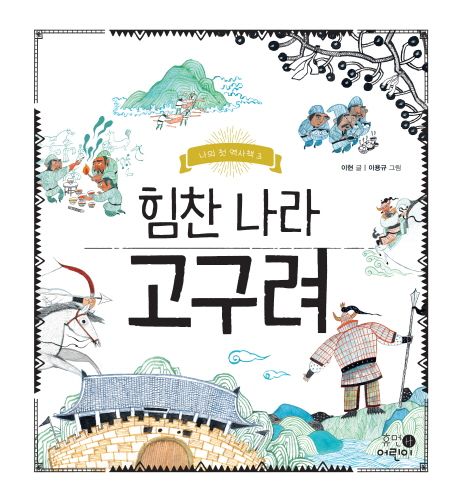 나의 첫 역사책 3
이현 글 | 이용규 그림
힘찬 나라
고구려
휴먼
어린이